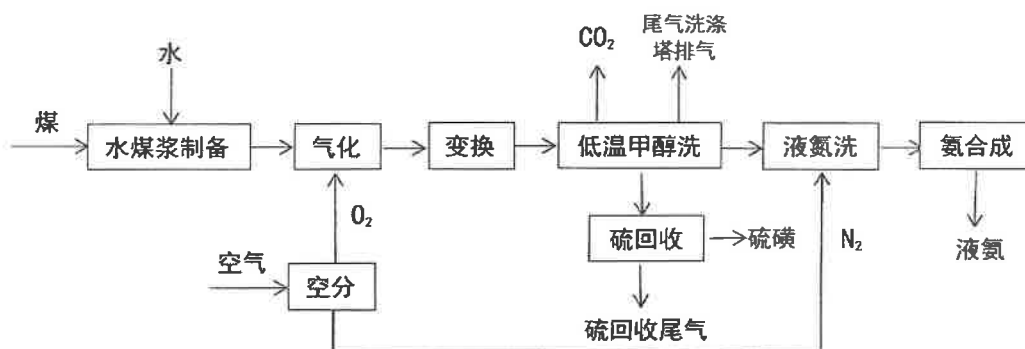 水
CO₂
尾气洗涤
塔排气
煤
水煤浆制备
气化
变换
低温甲醇洗
液氮洗
氨合成
O₂
硫回收
硫磺
N₂
液氨
空气
空分
硫回收尾气